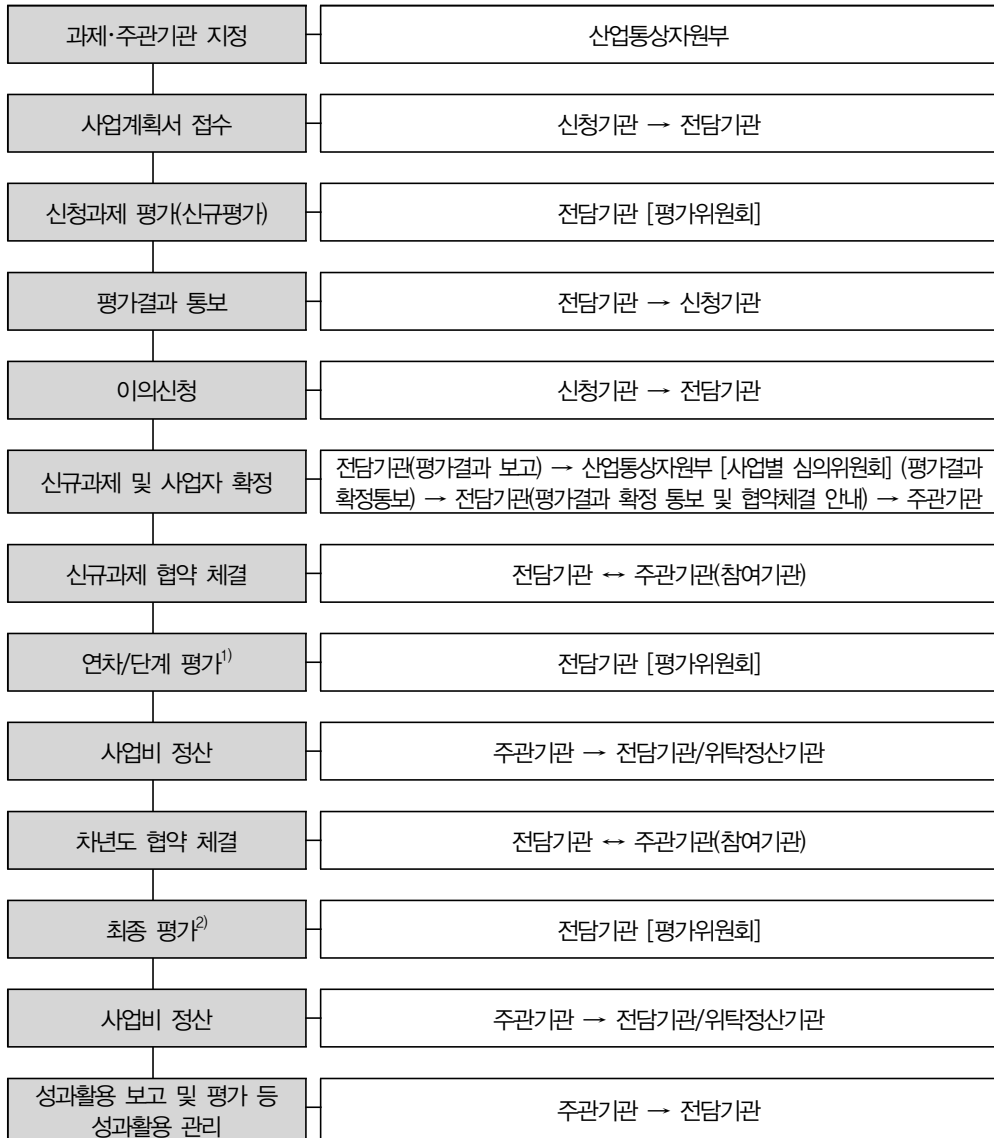 과제·주관기관 지정
산업통상자원부
사업계획서 접수
신청기관 → 전담기관
신청과제 평가(신규평가)
전담기관 [평가위원회]
평가결과 통보
전담기관 → 신청기관
이의신청
신청기관 → 전담기관
신규과제 및 사업자 확정
전담기관(평가결과 보고) → 산업통상자원부 [사업별 심의위원회] (평가결과
확정통보) → 전담기관(평가결과 확정 통보 및 협약체결 안내) → 주관기관
신규과제 협약 체결
전담기관 ↔ 주관기관(참여기관)
연차/단계 평가1)
전담기관 [평가위원회]
사업비 정산
주관기관 → 전담기관/위탁정산기관
차년도 협약 체결
전담기관 ↔ 주관기관(참여기관)
최종 평가2)
전담기관 [평가위원회]
사업비 정산
주관기관 → 전담기관/위탁정산기관
성과활용 보고 및 평가 등
성과활용 관리
주관기관 → 전담기관